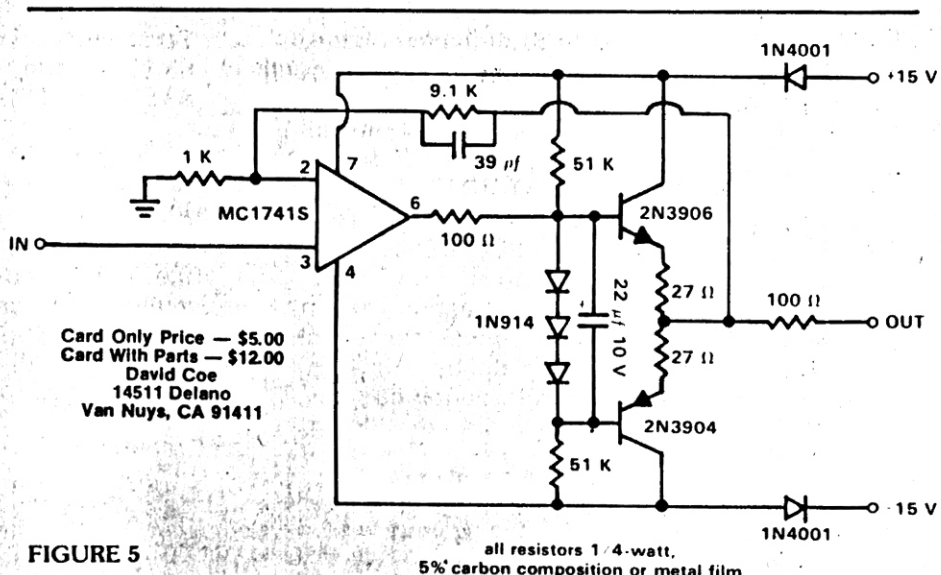 1N4001
+15 V
9.1 K
39 µf
51 K
1 K
2
7
MC1741S
6
2N3906
100 Ω
IN
3
4
27 Ω
100 Ω
OUT
1N914
+
22 µf 10 V
27 Ω
Card Only Price — $5.00
Card With Parts — $12.00
David Coe
14511 Delano
Van Nuys, CA 91411
2N3904
51 K
- 15 V
1N4001
FIGURE 5
all resistors 1/4-watt,
5% carbon composition or metal film